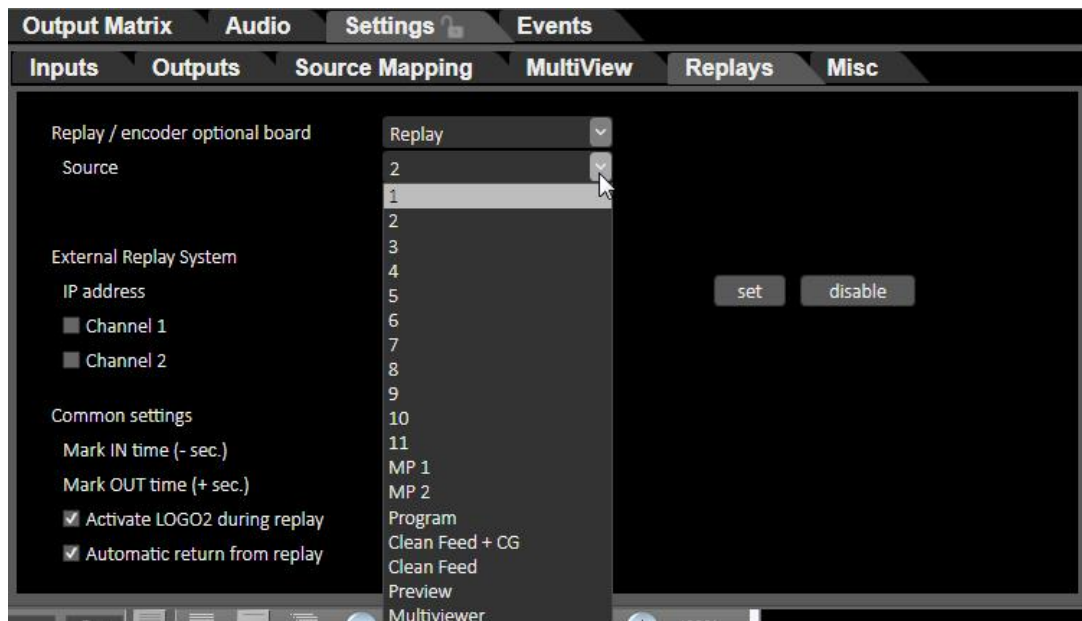 Output Matrix Audio Settings Events
Inputs Outputs Source Mapping MultiView Replays Misc
Replay / encoder optional board Replay
Source 2
1
2
3
External Replay System
4
IP address 5 set disable
Channel 1 6
7
Channel 2 8
9
Common settings 10
Mark IN time (- sec.) 11
MP 1
Mark OUT time (+ sec.) MP 2
Activate LOGO2 during replay Program
Clean Feed + CG
Automatic return from replay
Clean Feed
Preview
Multiviewer